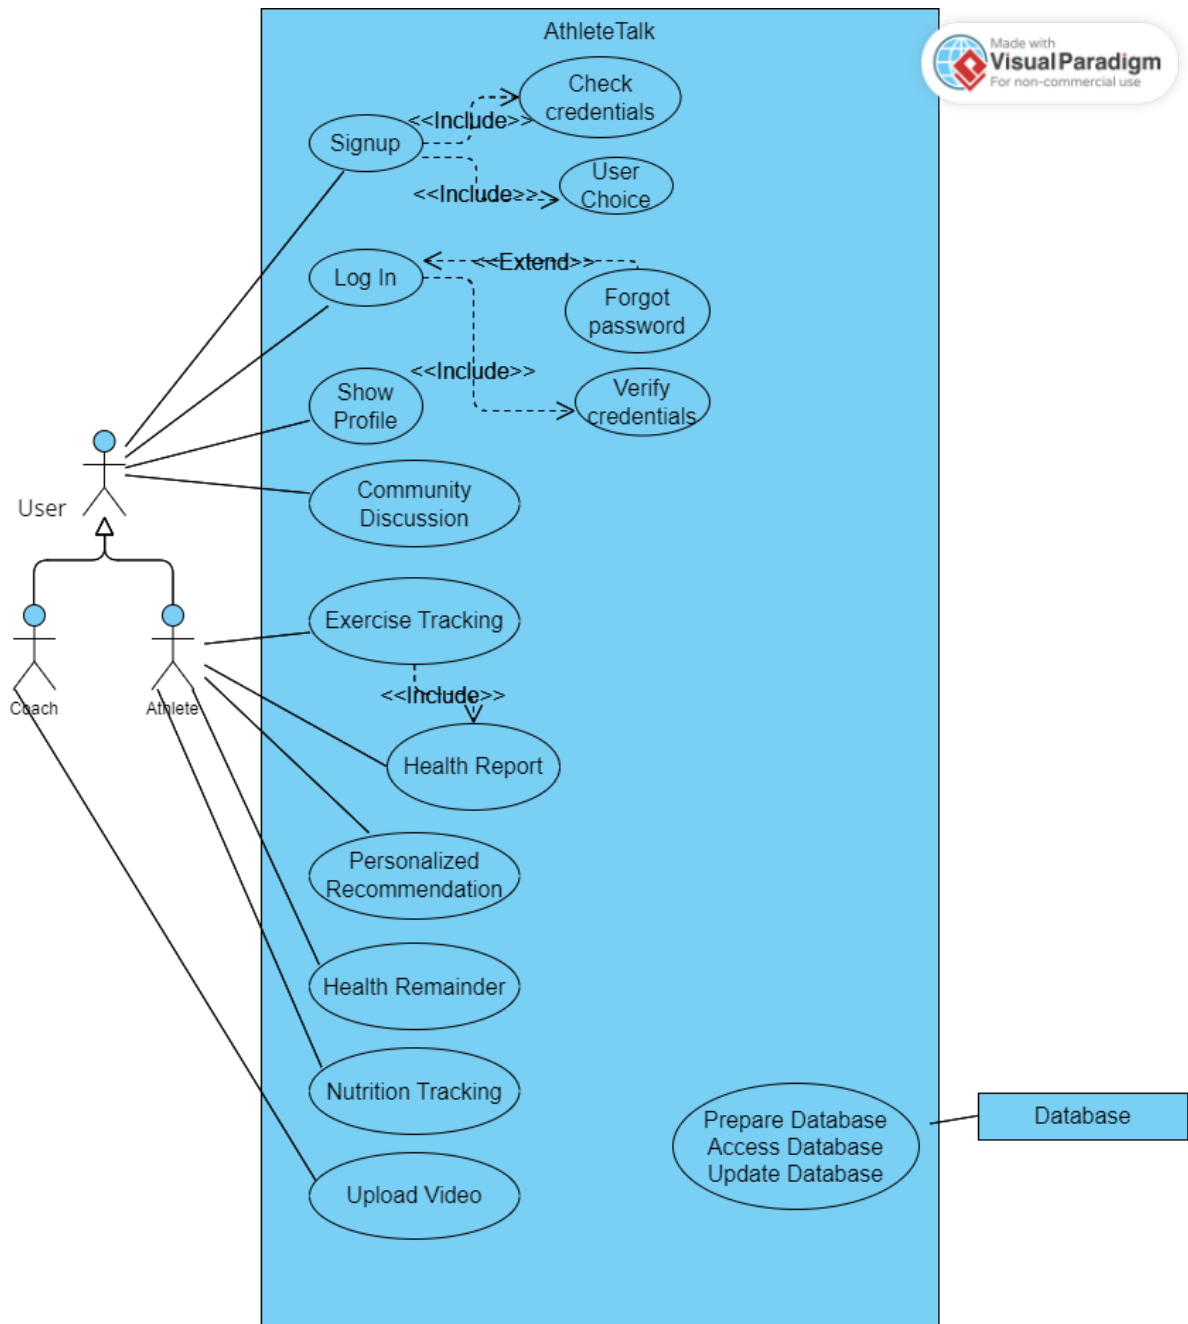 AthleteTalk
Made with
Visual Paradigm
For non-commercial use
Check
credentials
<<Include>>
Signup
User
Choice
<<Include>>
<<Extend>>
Log In
Forgot
password
<<Include>>
Verify
credentials
Show
Profile
Community
Discussion
User
Exercise Tracking
<<Include>>
Coach
Athlete
Health Report
Personalized
Recommendation
Health Remainder
Nutrition Tracking
Prepare Database
Access Database
Update Database
Database
Upload Video